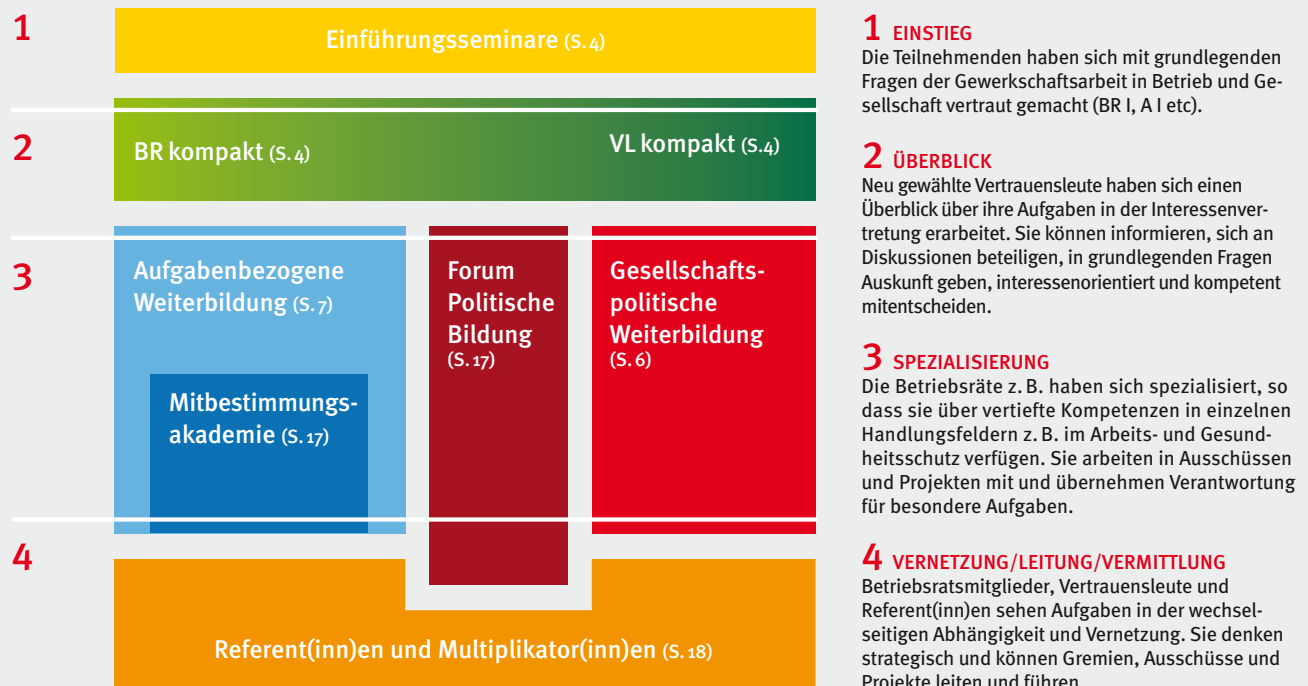 1
Einführungsseminare (S. 4)
2
BR kompakt (S. 4)
VL kompakt (S.4)
3
Aufgabenbezogene
Weiterbildung (S. 7)
Mitbestimmungs-
akademie (S. 17)
Forum
Politische
Bildung
(S. 17)
Gesellschafts-
politische
Weiterbildung
(S. 6)
4
Referent(inn)en und Multiplikator(inn)en (S. 18)
1 EINSTIEG
Die Teilnehmenden haben sich mit grundlegenden
Fragen der Gewerkschaftsarbeit in Betrieb und Ge-
sellschaft vertraut gemacht (BR I, A I etc).
2 ÜBERBLICK
Neu gewählte Vertrauensleute haben sich einen
Überblick über ihre Aufgaben in der Interessenver-
tretung erarbeitet. Sie können informieren, sich an
Diskussionen beteiligen, in grundlegenden Fragen
Auskunft geben, interessenorientiert und kompetent
mitentscheiden.
3 SPEZIALISIERUNG
Die Betriebsräte z. B. haben sich spezialisiert, so
dass sie über vertiefte Kompetenzen in einzelnen
Handlungsfeldern z. B. im Arbeits- und Gesund-
heitsschutz verfügen. Sie arbeiten in Ausschüssen
und Projekten mit und übernehmen Verantwortung
für besondere Aufgaben.
4 VERNETZUNG/LEITUNG/VERMITTLUNG
Betriebsratsmitglieder, Vertrauensleute und
Referent(inn)en sehen Aufgaben in der wechsel-
seitigen Abhängigkeit und Vernetzung. Sie denken
strategisch und können Gremien, Ausschüsse und
Projekte leiten und führen.